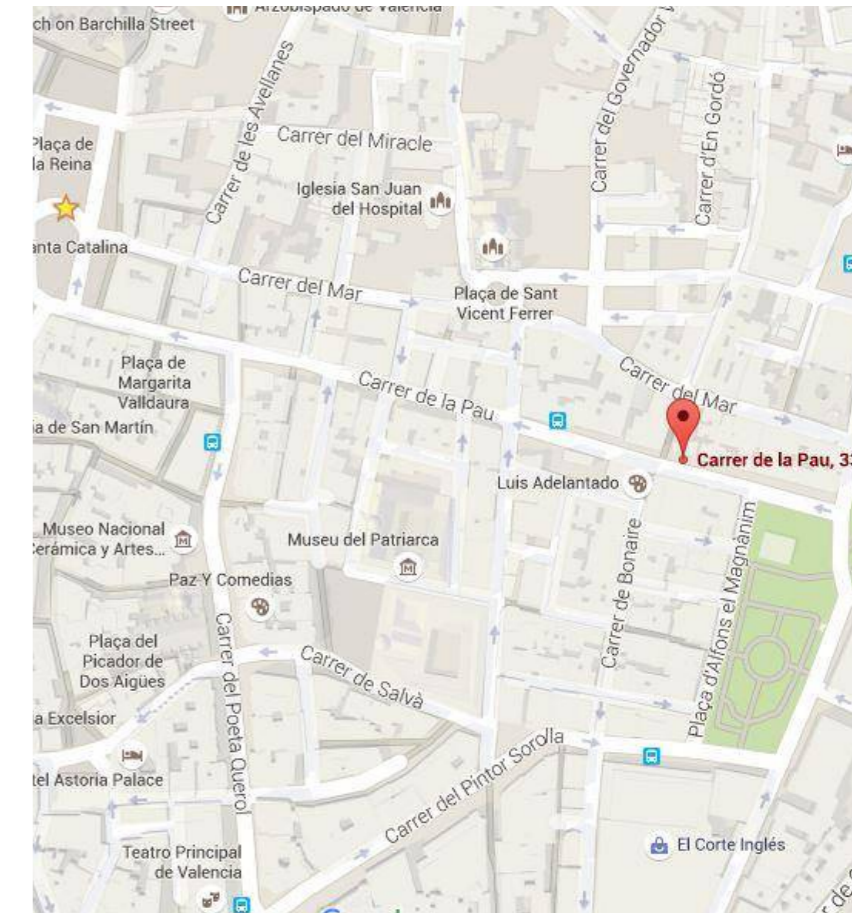 Arzobispado de Valencia
ch on Barchilla Street
Carrer del Governador
Carrer de les Avellanes
Carrer d'En Gordó
Carrer del Miracle
Plaça de
la Reina
Iglesia San Juan
del Hospital
anta Catalina
Carrer del Mar
Plaça de Sant
Vicent Ferrer
Plaça de
Margarita
Valldaura
Carrer de la Pau
Carrer del Mar
a de San Martín
Carrer de la Pau, 33
Luis Adelantado
Museo Nacional
Cerámica y Artes...
Museu del Patriarca
Carrer de Bonaire
Plaça d'Alfons el Magnànim
Paz Y Comedias
Plaça del
Picador de
Dos Aigües
Carrer del Poeta Querol
Carrer de Salvà
a Excelsior
tel Astoria Palace
Carrer del Pintor Sorolla
El Corte Inglés
Teatro Principal
de Valencia
r de